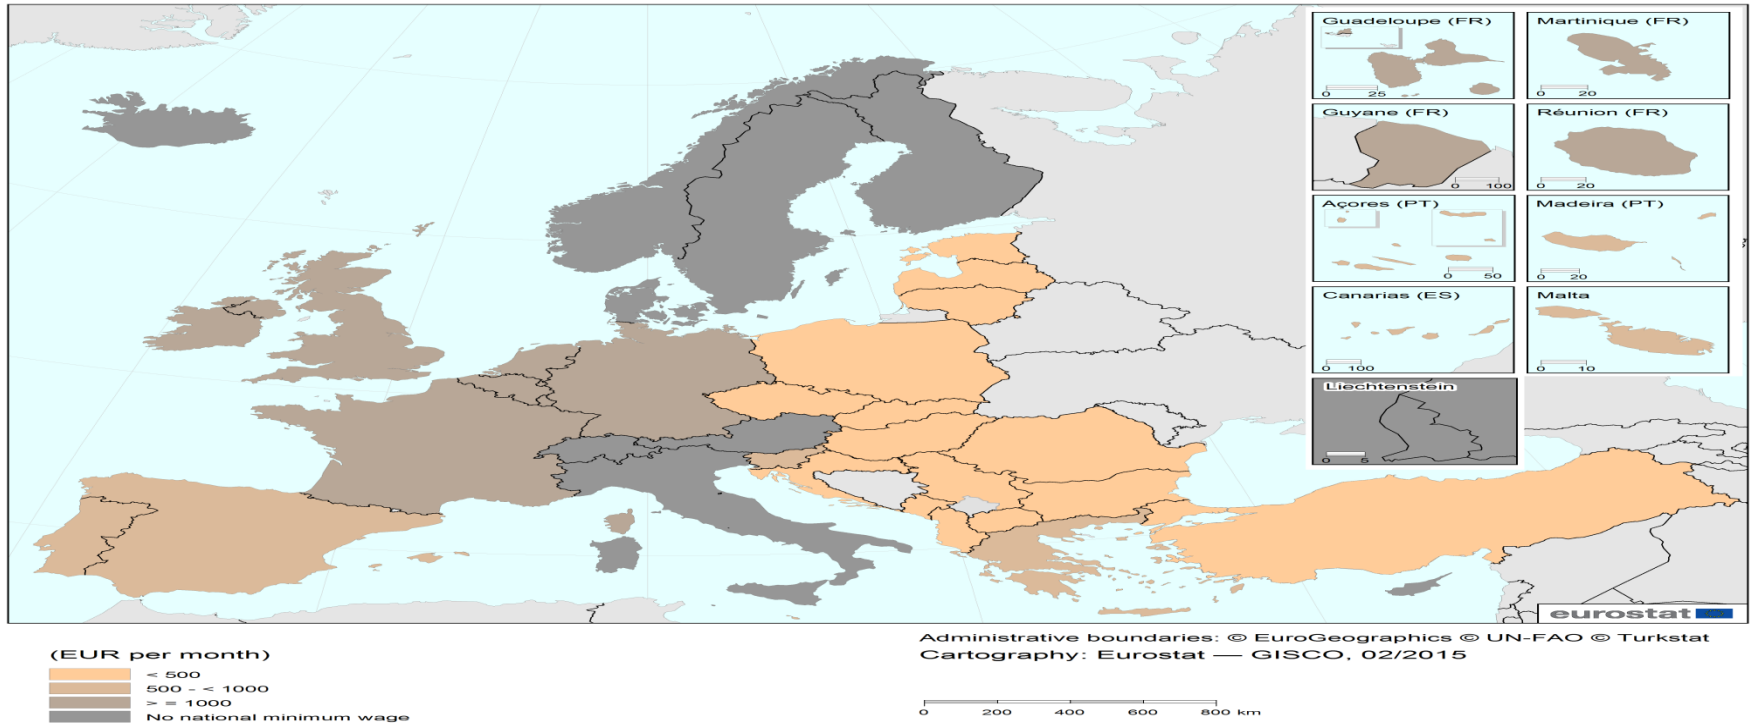 Guadeloupe (FR)
0 25
Martinique (FR)
0 20
Guyane (FR)
0 100
Réunion (FR)
0 20
Açores (PT)
0 50
Madeira (PT)
0 20
Canarias (ES)
0 100
Malta
0 10
Liechtenstein
0 5
eurostat
Administrative boundaries: © EuroGeographics © UN-FAO © Turkstat
Cartography: Eurostat — GISCO, 02/2015
(EUR per month)
< 500
500 - < 1000
> = 1000
No national minimum wage
0 200 400 600 800 km